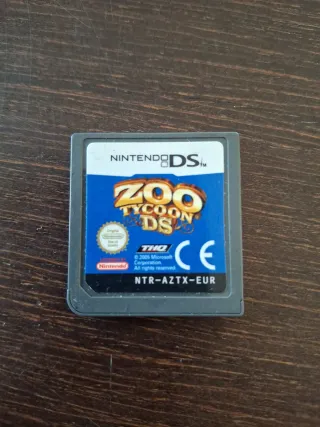 NINTENDO DS
ZOO
TYCOON
DS
THQ
© 2005 Microsoft
Corporation.
All rights reserved.
CE
Nintendo
NTR-AZTX-EUR